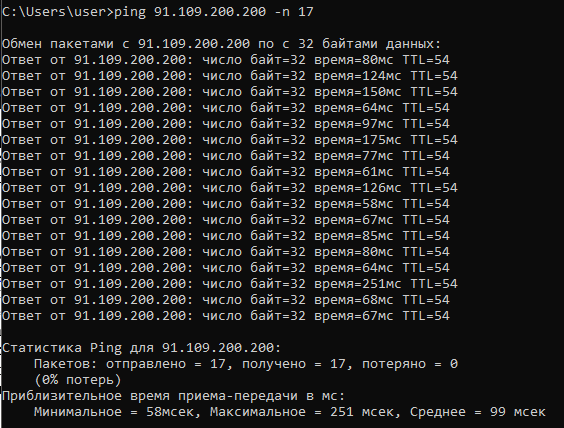 C:\Users\user>ping 91.109.200.200 -n 17
Обмен пакетами с 91.109.200.200 по с 32 байтами данных:
Ответ от 91.109.200.200: число байт=32 время=80мс TTL=54
Ответ от 91.109.200.200: число байт=32 время=124мс TTL=54
Ответ от 91.109.200.200: число байт=32 время=150мс TTL=54
Ответ от 91.109.200.200: число байт=32 время=64мс TTL=54
Ответ от 91.109.200.200: число байт=32 время=97мс TTL=54
Ответ от 91.109.200.200: число байт=32 время=175мс TTL=54
Ответ от 91.109.200.200: число байт=32 время=77мс TTL=54
Ответ от 91.109.200.200: число байт=32 время=61мс TTL=54
Ответ от 91.109.200.200: число байт=32 время=126мс TTL=54
Ответ от 91.109.200.200: число байт=32 время=58мс TTL=54
Ответ от 91.109.200.200: число байт=32 время=67мс TTL=54
Ответ от 91.109.200.200: число байт=32 время=85мс TTL=54
Ответ от 91.109.200.200: число байт=32 время=80мс TTL=54
Ответ от 91.109.200.200: число байт=32 время=64мс TTL=54
Ответ от 91.109.200.200: число байт=32 время=251мс TTL=54
Ответ от 91.109.200.200: число байт=32 время=68мс TTL=54
Ответ от 91.109.200.200: число байт=32 время=67мс TTL=54
Статистика Ping для 91.109.200.200:
Пакетов: отправлено = 17, получено = 17, потеряно = 0
(0% потерь)
Приблизительное время приема-передачи в мс:
Минимальное = 58мсек, Максимальное = 251 мсек, Среднее = 99 мсек